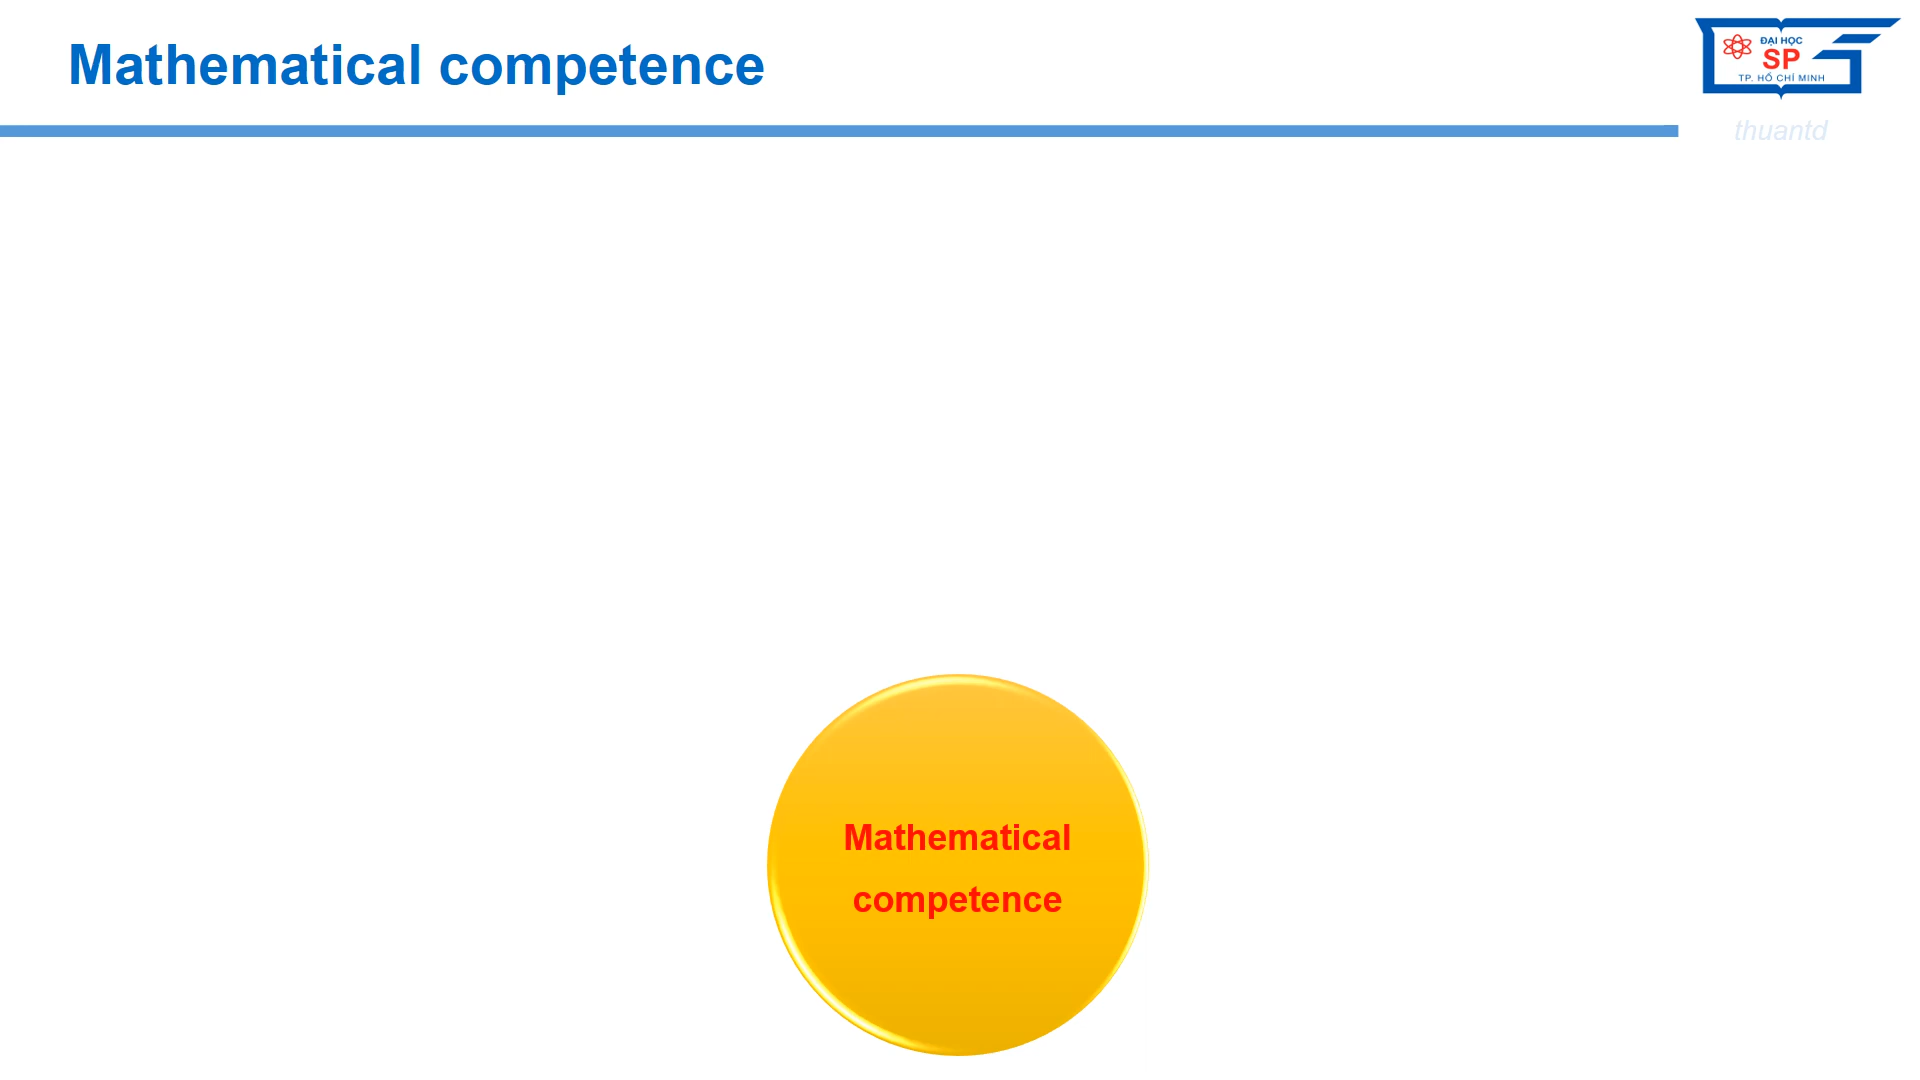 Mathematical competence
ĐẠI HỌC
SP
TP. HỒ CHÍ MINH
thuantd
Mathematical
competence